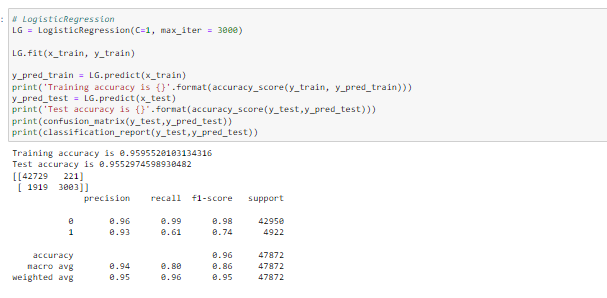 : # LogisticRegression
LG = LogisticRegression(C=1, max_iter = 3000)
LG.fit(x_train, y_train)
y_pred_train = LG.predict(x_train)
print('Training accuracy is {}'.format(accuracy_score(y_train, y_pred_train)))
y_pred_test = LG.predict(x_test)
print('Test accuracy is {}'.format(accuracy_score(y_test,y_pred_test)))
print(confusion_matrix(y_test,y_pred_test))
print(classification_report(y_test,y_pred_test))
Training accuracy is 0.9595520103134316
Test accuracy is 0.9552974598930482
[[42729 221]
[ 1919 3003]]
precision recall f1-score support
0 0.96 0.99 0.98 42950
1 0.93 0.61 0.74 4922
accuracy 0.96 47872
macro avg 0.94 0.80 0.86 47872
weighted avg 0.95 0.96 0.95 47872